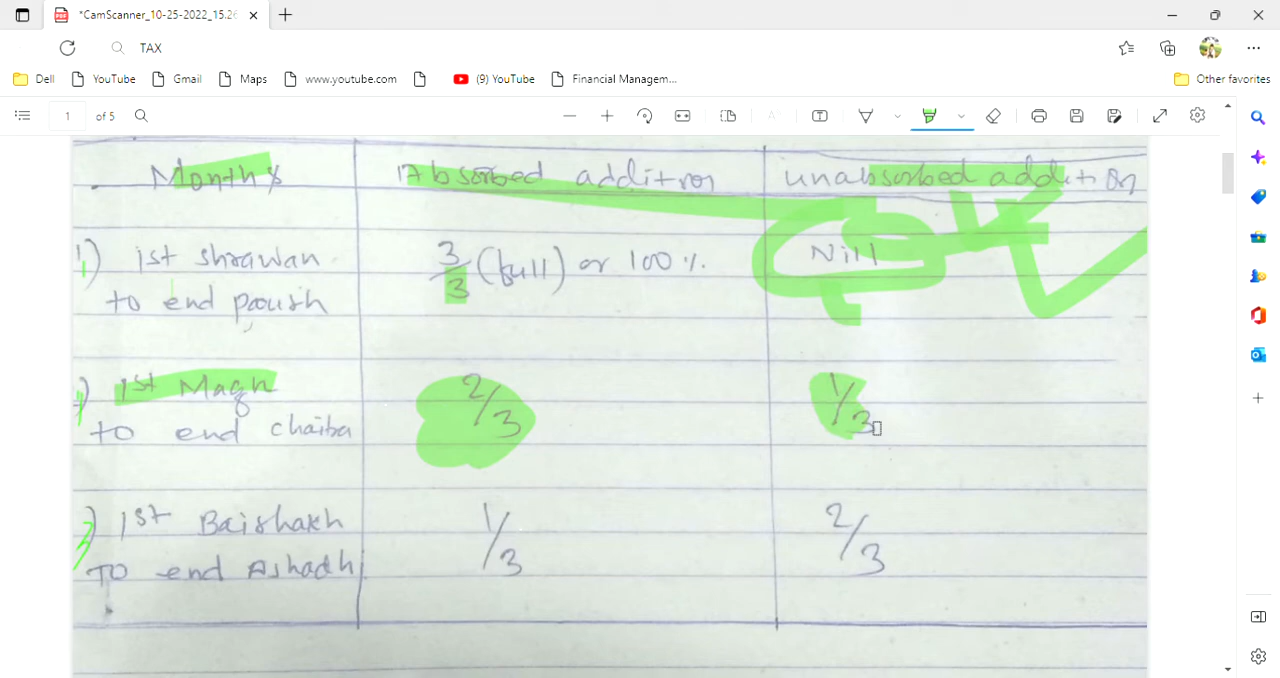 *CamScanner_10-25-2022_15.26
TAX
Dell YouTube Gmail Maps www.youtube.com (9) YouTube Financial Managem... Other favorites
1 of 5
Months Absorbed addition unabsorbed addition
1) 1st Shrawan 3/3 (full) or 100%. Nill
to end poush
2) 1st Magh 2/3 1/3
to end chaitra
3) 1st Baishakh 1/3 2/3
To end Ashadh